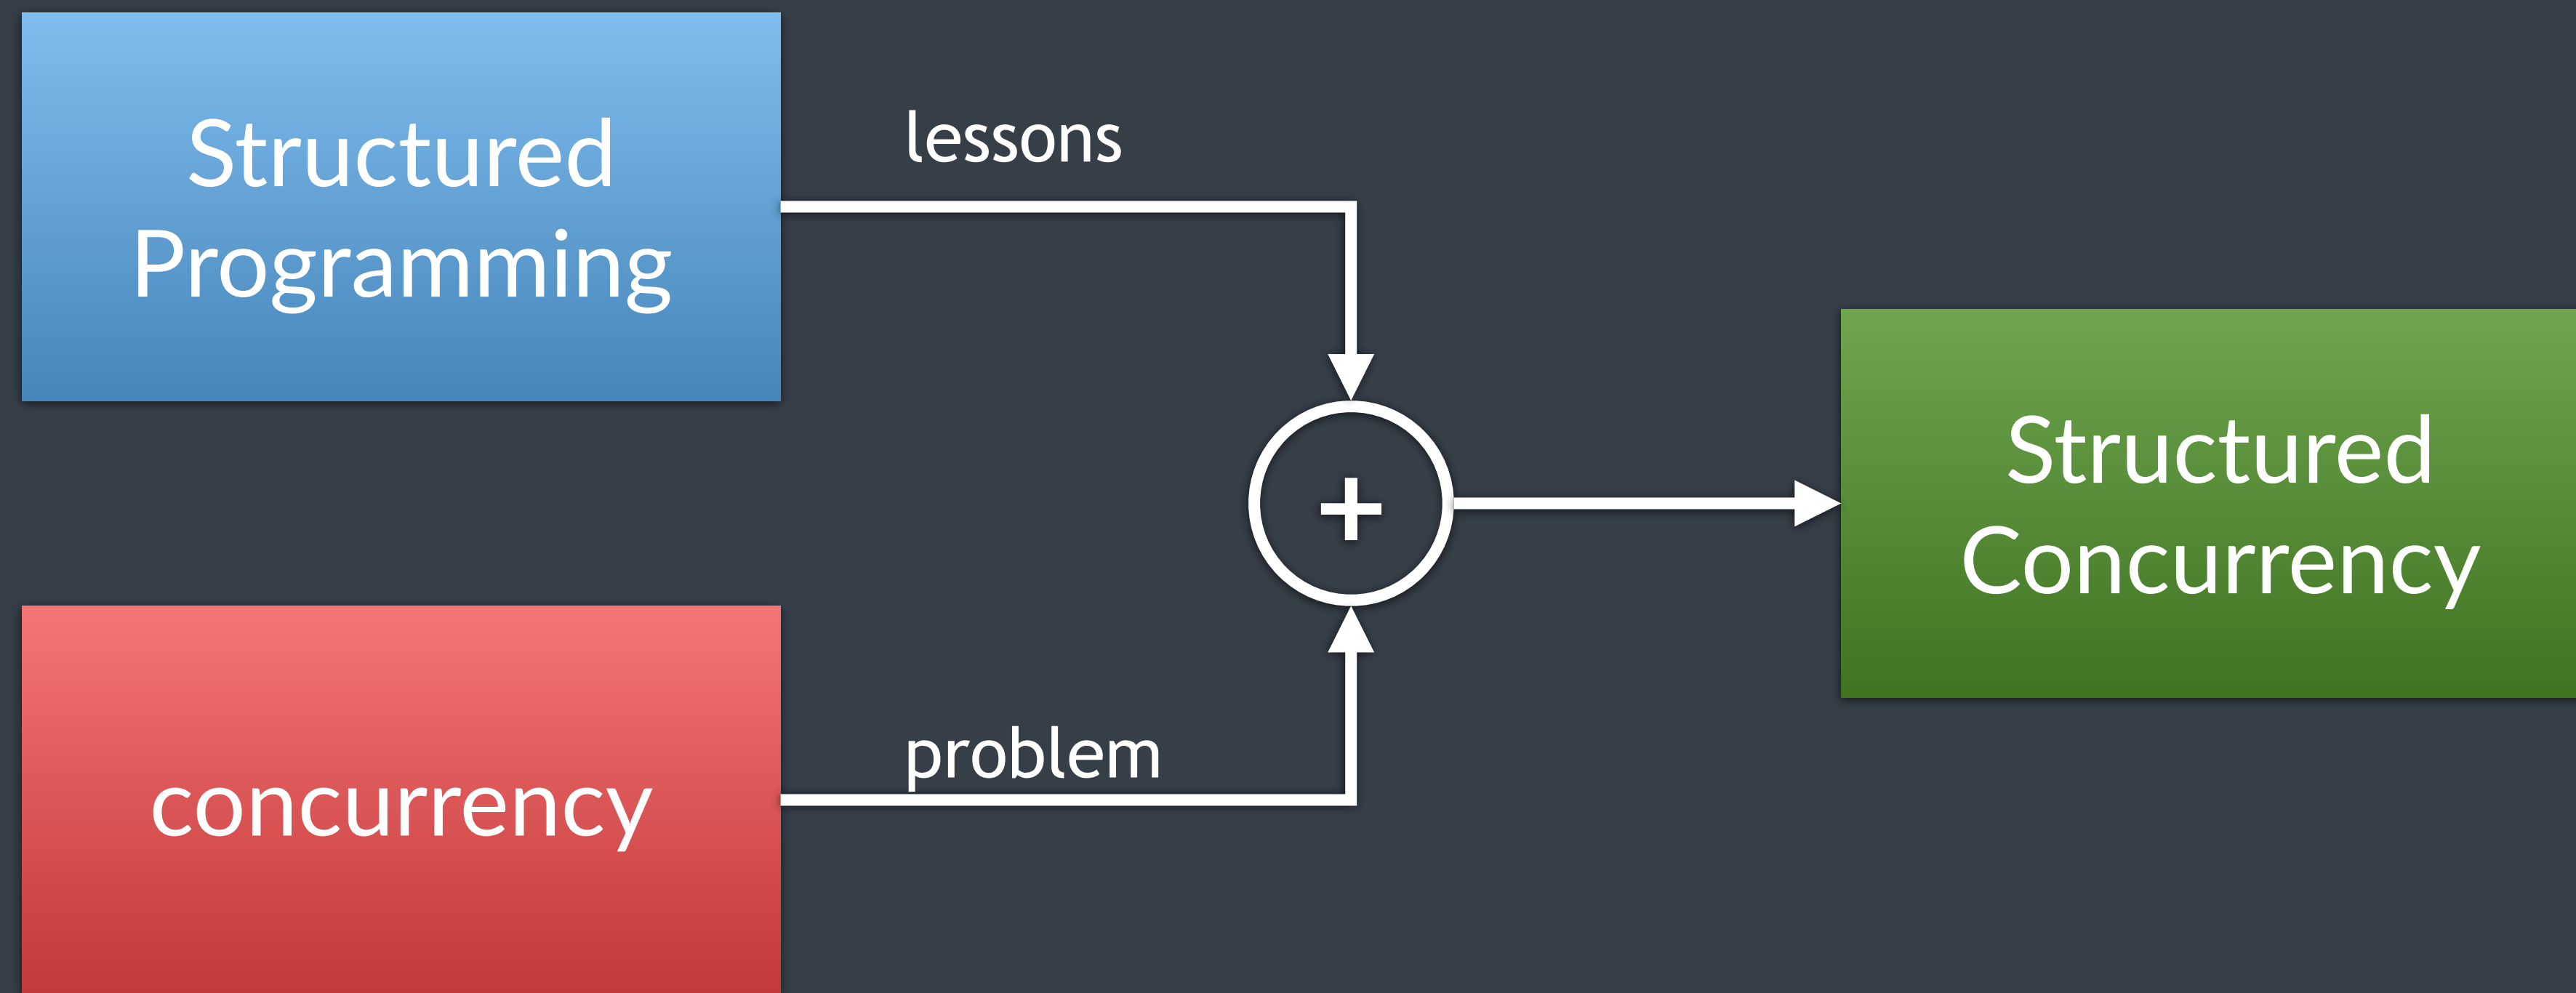 Structured
Programming
lessons
+
Structured
Concurrency
problem
concurrency